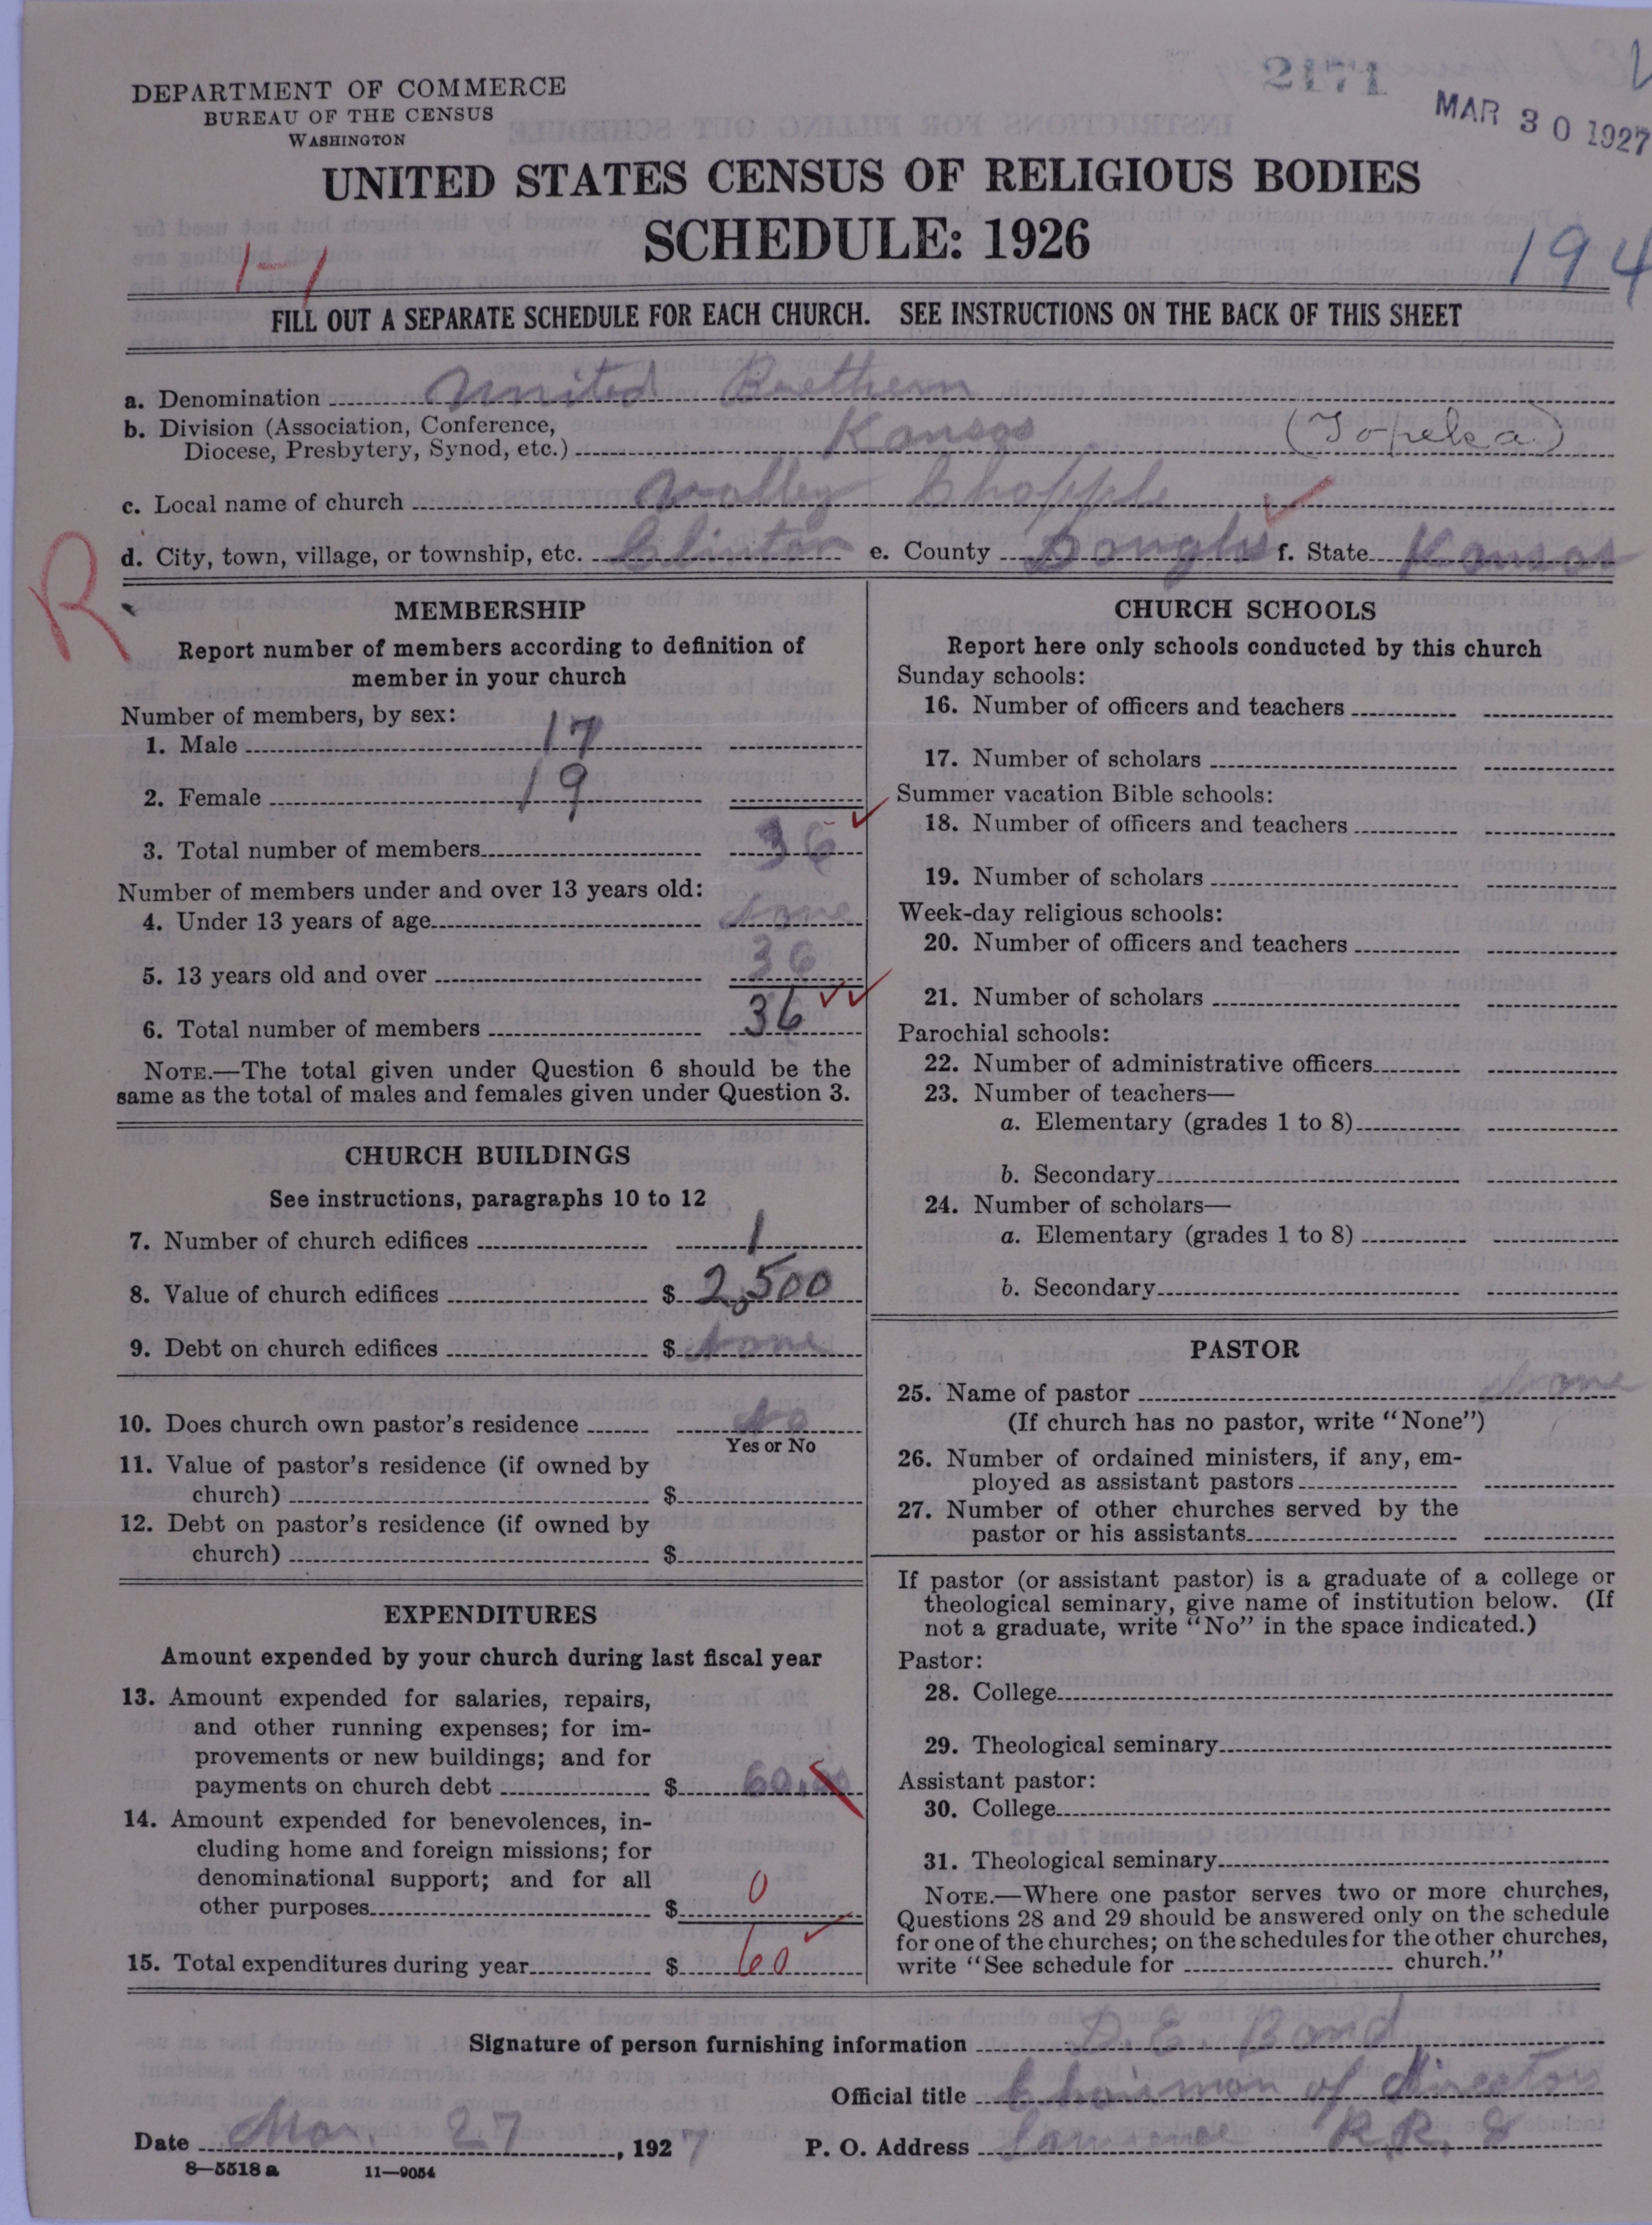 2171
MAR 30 1927
DEPARTMENT OF COMMERCE
BUREAU OF THE CENSUS
WASHINGTON
UNITED STATES CENSUS OF RELIGIOUS BODIES
SCHEDULE: 1926
1-1
194
FILL OUT A SEPARATE SCHEDULE FOR EACH CHURCH. SEE INSTRUCTIONS ON THE BACK OF THIS SHEET
a. Denomination United Brethern
b. Division (Association, Conference,
Diocese, Presbytery, Synod, etc.) Kansas (Topeka)
c. Local name of church Valley Chapple
d. City, town, village, or township, etc. Clinton e. County Douglas f. State Kansas
R
MEMBERSHIP
Report number of members according to definition of
member in your church
Number of members, by sex:
1. Male 17
2. Female 19
3. Total number of members 36
Number of members under and over 13 years old:
4. Under 13 years of age None
5. 13 years old and over 36
6. Total number of members 36
NOTE.—The total given under Question 6 should be the
same as the total of males and females given under Question 3.
CHURCH BUILDINGS
See instructions, paragraphs 10 to 12
7. Number of church edifices 1
8. Value of church edifices $ 2,500
9. Debt on church edifices $ None
10. Does church own pastor's residence No
Yes or No
11. Value of pastor's residence (if owned by
church) $
12. Debt on pastor's residence (if owned by
church) $
EXPENDITURES
Amount expended by your church during last fiscal year
13. Amount expended for salaries, repairs,
and other running expenses; for im-
provements or new buildings; and for
payments on church debt $ 60.00
14. Amount expended for benevolences, in-
cluding home and foreign missions; for
denominational support; and for all
other purposes $ 0
15. Total expenditures during year $ 60
CHURCH SCHOOLS
Report here only schools conducted by this church
Sunday schools:
16. Number of officers and teachers
17. Number of scholars
Summer vacation Bible schools:
18. Number of officers and teachers
19. Number of scholars
Week-day religious schools:
20. Number of officers and teachers
21. Number of scholars
Parochial schools:
22. Number of administrative officers
23. Number of teachers—
a. Elementary (grades 1 to 8)
b. Secondary
24. Number of scholars—
a. Elementary (grades 1 to 8)
b. Secondary
PASTOR
25. Name of pastor None
(If church has no pastor, write "None")
26. Number of ordained ministers, if any, em-
ployed as assistant pastors
27. Number of other churches served by the
pastor or his assistants
If pastor (or assistant pastor) is a graduate of a college or
theological seminary, give name of institution below. (If
not a graduate, write "No" in the space indicated.)
Pastor:
28. College
29. Theological seminary
Assistant pastor:
30. College
31. Theological seminary
NOTE.—Where one pastor serves two or more churches,
Questions 28 and 29 should be answered only on the schedule
for one of the churches; on the schedules for the other churches,
write "See schedule for church."
Signature of person furnishing information D. E. Bond
Official title Chairman of Directors
Date Mar. 27, 1927 P. O. Address Lawrence R.R. 8
8—5518 a 11—9054